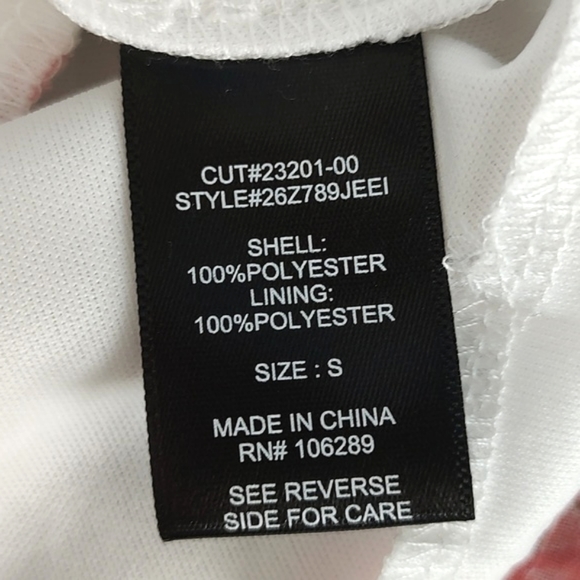 CUT#23201-00
STYLE#26Z789JEEI
SHELL:
100%POLYESTER
LINING:
100%POLYESTER
SIZE : S
MADE IN CHINA
RN# 106289
SEE REVERSE
SIDE FOR CARE